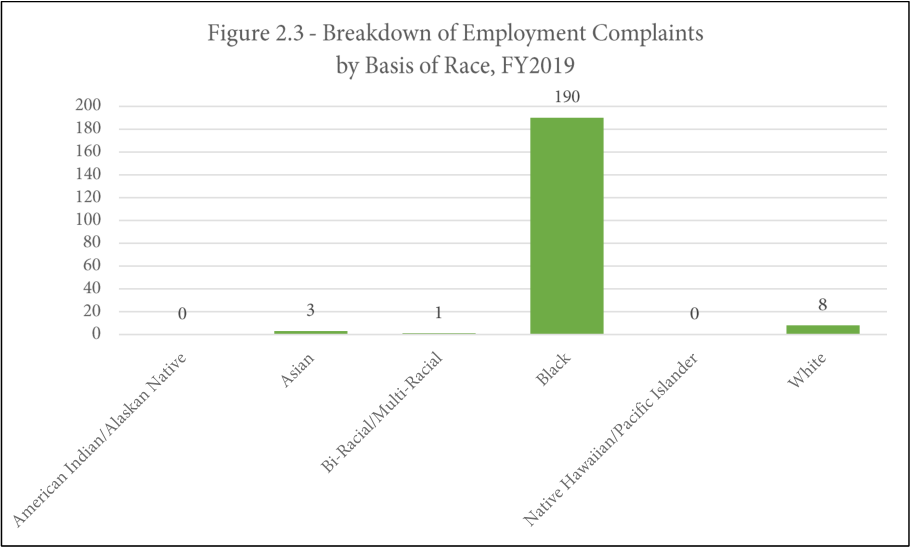 Figure 2.3 - Breakdown of Employment Complaints
by Basis of Race, FY2019
190
200
180
160
140
120
100
80
60
40
20
0
0
3
1
0
8
American Indian/Alaskan Native
Asian
Bi-Racial/Multi-Racial
Black
Native Hawaiian/Pacific Islander
White